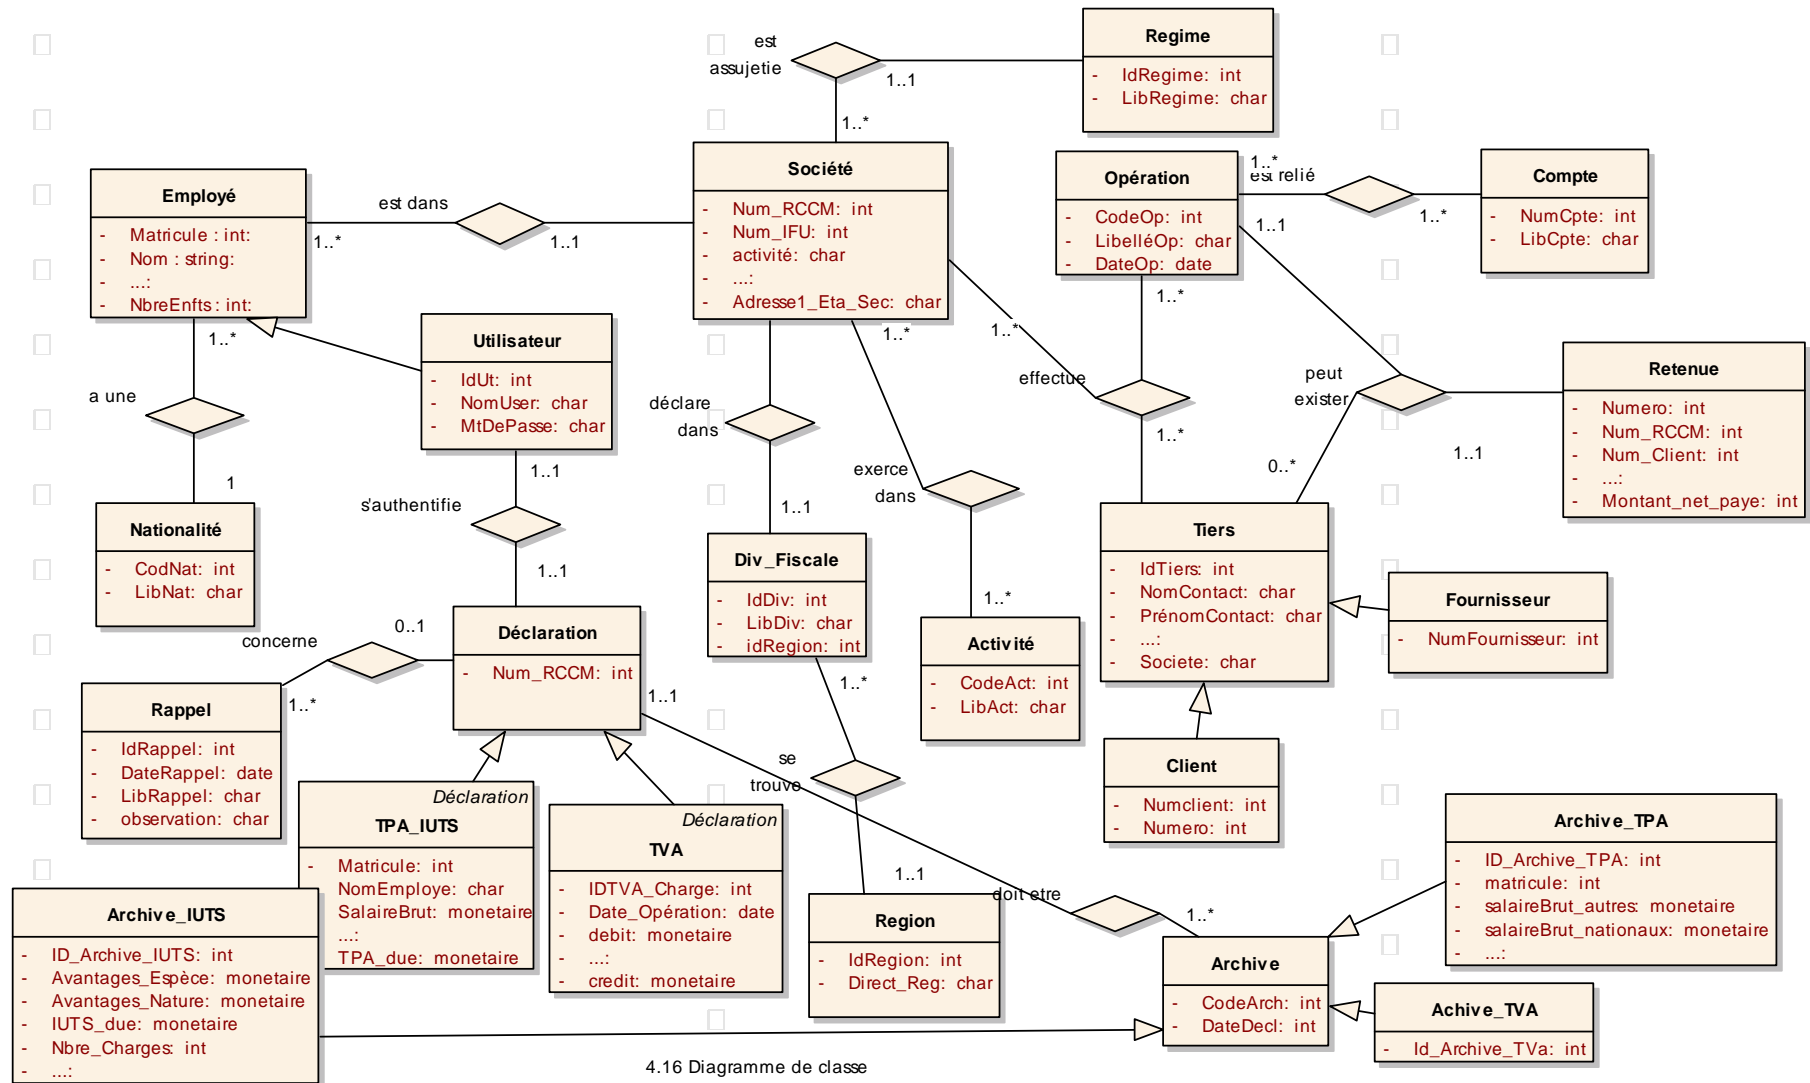 est
assujetie
1..1
1..*
Regime
- IdRegime: int
- LibRegime: char
Employé
- Matricule : int:
- Nom : string:
- ...:
- NbreEnfts : int:
est dans
1..*
1..1
Société
- Num_RCCM: int
- Num_IFU: int
- activité: char
- ...:
- Adresse1_Eta_Sec: char
Opération
- CodeOp: int
- LibelléOp: char
- DateOp: date
1..*
est relié
1..*
1..1
Compte
- NumCpte: int
- LibCpte: char
1..*
a une
1
Nationalité
- CodNat: int
- LibNat: char
Utilisateur
- IdUt: int
- NomUser: char
- MtDePasse: char
1..1
s'authentifie
1..1
déclare
dans
1..1
1..*
exerce
dans
1..*
1..*
effectue
1..*
1..*
peut
exister
0..*
1..1
Retenue
- Numero: int
- Num_RCCM: int
- Num_Client: int
- ...:
- Montant_net_paye: int
Div_Fiscale
- IdDiv: int
- LibDiv: char
- idRegion: int
Activité
- CodeAct: int
- LibAct: char
Tiers
- IdTiers: int
- NomContact: char
- PrénomContact: char
- ...:
- Societe: char
Fournisseur
- NumFournisseur: int
Client
- Numclient: int
- Numero: int
concerne
0..1
1..*
Déclaration
- Num_RCCM: int
1..1
Rappel
- IdRappel: int
- DateRappel: date
- LibRappel: char
- observation: char
1..*
se
trouve
1..1
Déclaration
TPA_IUTS
- Matricule: int
- NomEmploye: char
SalaireBrut: monetaire
...:
TPA_due: monetaire
Déclaration
TVA
- IDTVA_Charge: int
- Date_Opération: date
- debit: monetaire
- ...:
- credit: monetaire
Region
- IdRegion: int
- Direct_Reg: char
doit etre
1..*
Archive
- CodeArch: int
- DateDecl: int
Archive_TPA
- ID_Archive_TPA: int
- matricule: int
- salaireBrut_autres: monetaire
- salaireBrut_nationaux: monetaire
- ...:
Achive_TVA
- Id_Archive_TVa: int
Archive_IUTS
- ID_Archive_IUTS: int
- Avantages_Espèce: monetaire
- Avantages_Nature: monetaire
- IUTS_due: monetaire
- Nbre_Charges: int
- ...:
4.16 Diagramme de classe